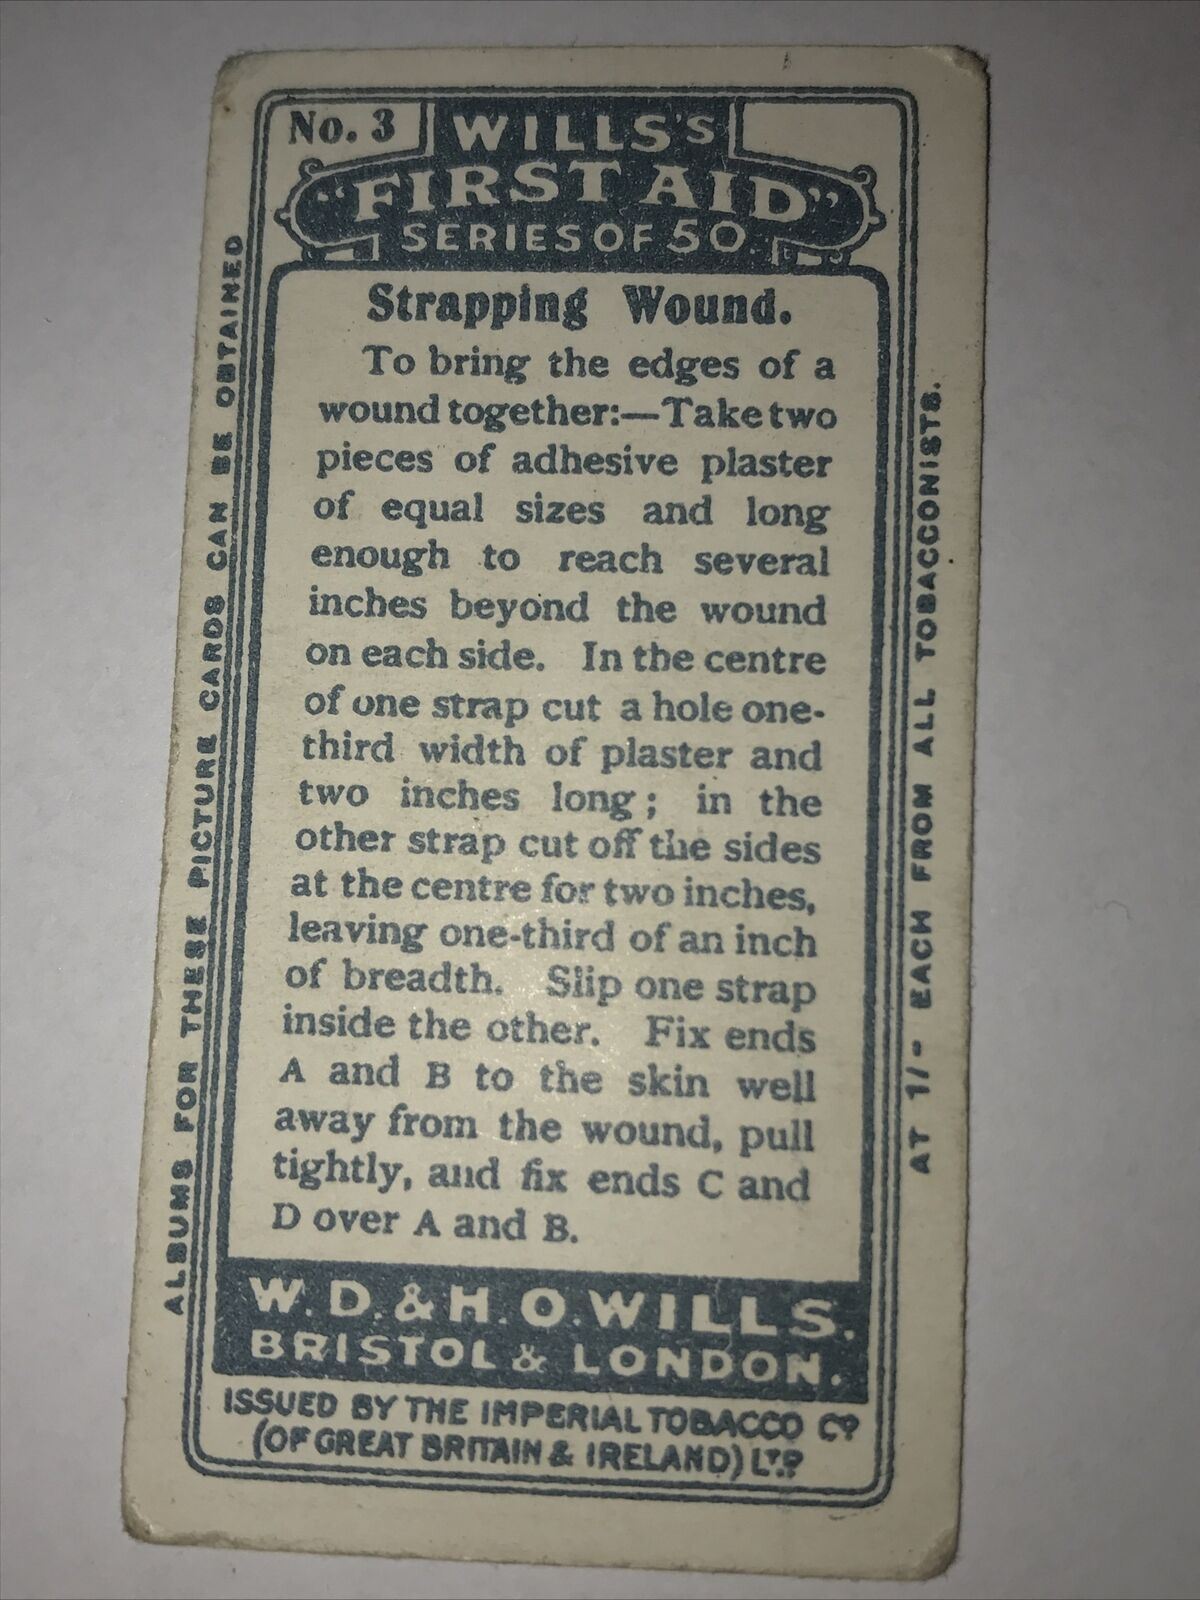 No. 3
WILLS'S
"FIRST AID"
SERIES OF 50.
Strapping Wound.
To bring the edges of a
wound together:—Take two
pieces of adhesive plaster
of equal sizes and long
enough to reach several
inches beyond the wound
on each side. In the centre
of one strap cut a hole one-
third width of plaster and
two inches long; in the
other strap cut off the sides
at the centre for two inches,
leaving one-third of an inch
of breadth. Slip one strap
inside the other. Fix ends
A and B to the skin well
away from the wound, pull
tightly, and fix ends C and
D over A and B.
W.D.&H.O.WILLS.
BRISTOL & LONDON.
ISSUED BY THE IMPERIAL TOBACCO Cº
(OF GREAT BRITAIN & IRELAND) LTD
ALBUMS FOR THESE PICTURE CARDS CAN BE OBTAINED
AT 1/- EACH FROM ALL TOBACCONISTS.